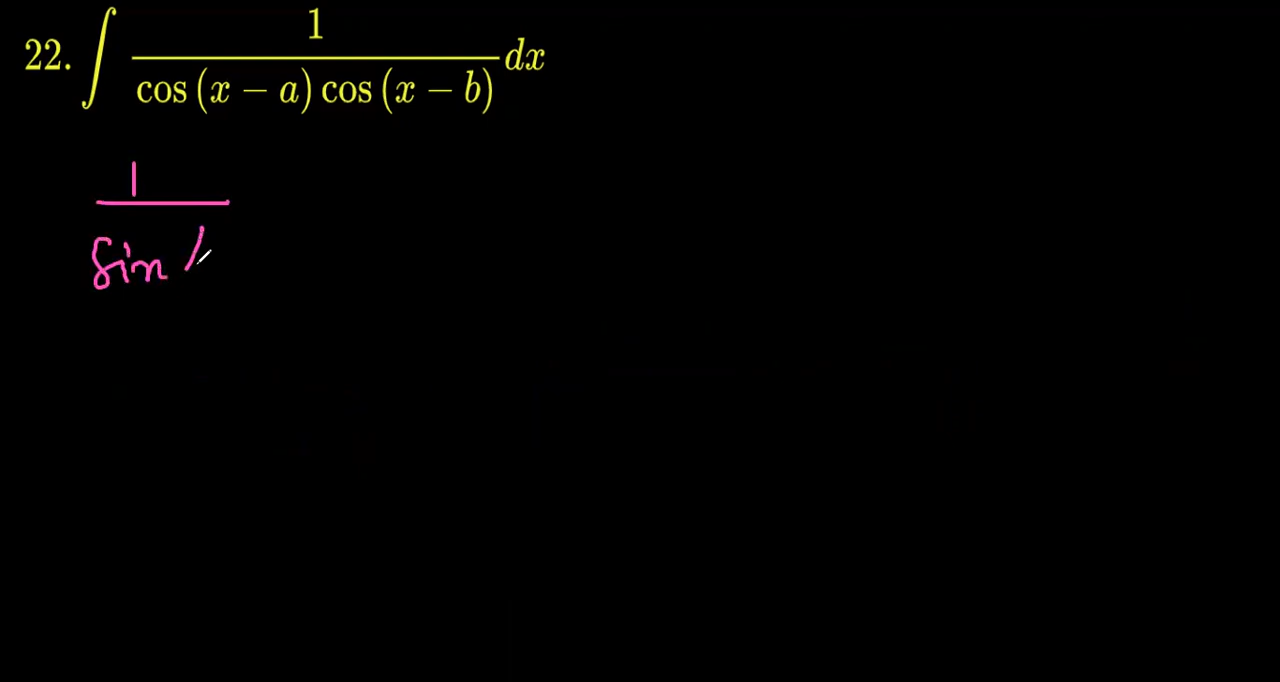 22. ∫ 1/(cos (x − a) cos (x − b)) dx
1
sin (